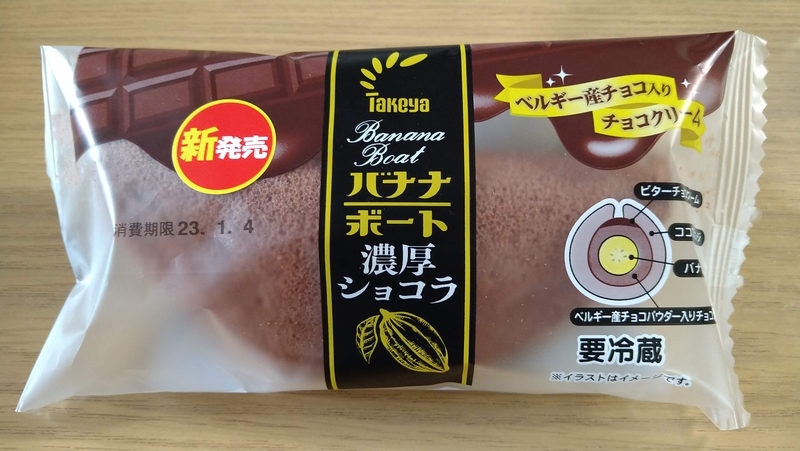 Takeya
Banana
Boat
バナナ
ボート
濃厚
ショコラ
新発売
消費期限 23. 1. 4
ベルギー産チョコ入り
チョコクリーム
ビターチョ
ココ
バナ
ベルギー産チョコパウダー入りチョコ
要冷蔵
※イラストはイメージです。